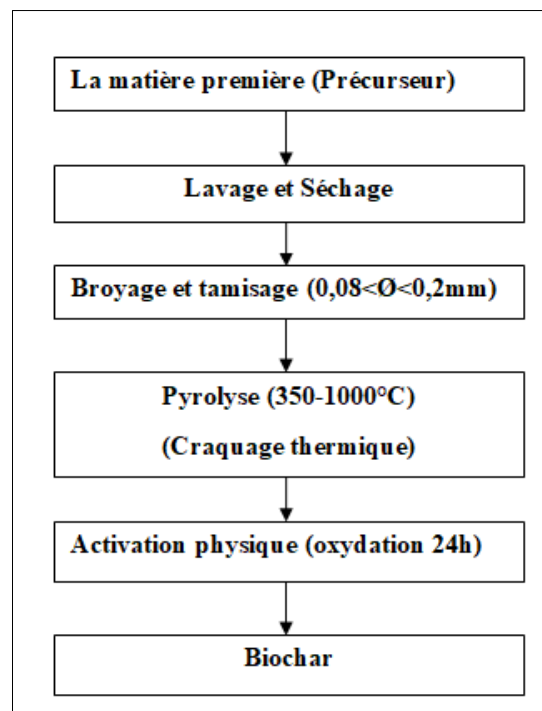 La matière première (Précurseur)
Lavage et Séchage
Broyage et tamisage (0,08<Ø<0,2mm)
Pyrolyse (350-1000°C)
(Craquage thermique)
Activation physique (oxydation 24h)
Biochar